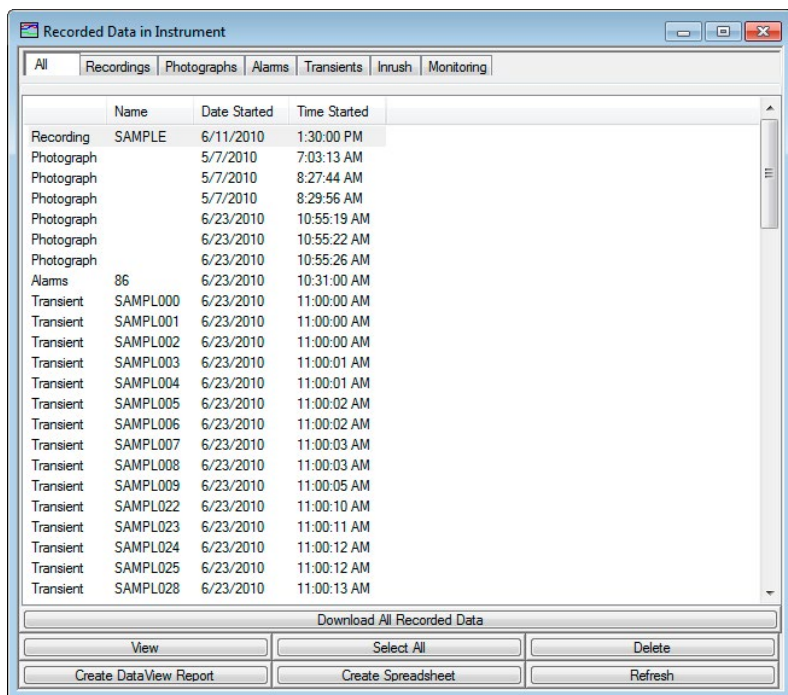 Recorded Data in Instrument
All Recordings Photographs Alarms Transients Inrush Monitoring
Name Date Started Time Started
Recording SAMPLE 6/11/2010 1:30:00 PM
Photograph 5/7/2010 7:03:13 AM
Photograph 5/7/2010 8:27:44 AM
Photograph 5/7/2010 8:29:56 AM
Photograph 6/23/2010 10:55:19 AM
Photograph 6/23/2010 10:55:22 AM
Photograph 6/23/2010 10:55:26 AM
Alarms 86 6/23/2010 10:31:00 AM
Transient SAMPL000 6/23/2010 11:00:00 AM
Transient SAMPL001 6/23/2010 11:00:00 AM
Transient SAMPL002 6/23/2010 11:00:00 AM
Transient SAMPL003 6/23/2010 11:00:01 AM
Transient SAMPL004 6/23/2010 11:00:01 AM
Transient SAMPL005 6/23/2010 11:00:02 AM
Transient SAMPL006 6/23/2010 11:00:02 AM
Transient SAMPL007 6/23/2010 11:00:03 AM
Transient SAMPL008 6/23/2010 11:00:03 AM
Transient SAMPL009 6/23/2010 11:00:05 AM
Transient SAMPL022 6/23/2010 11:00:10 AM
Transient SAMPL023 6/23/2010 11:00:11 AM
Transient SAMPL024 6/23/2010 11:00:12 AM
Transient SAMPL025 6/23/2010 11:00:12 AM
Transient SAMPL028 6/23/2010 11:00:13 AM
Download All Recorded Data
View Select All Delete
Create DataView Report Create Spreadsheet Refresh